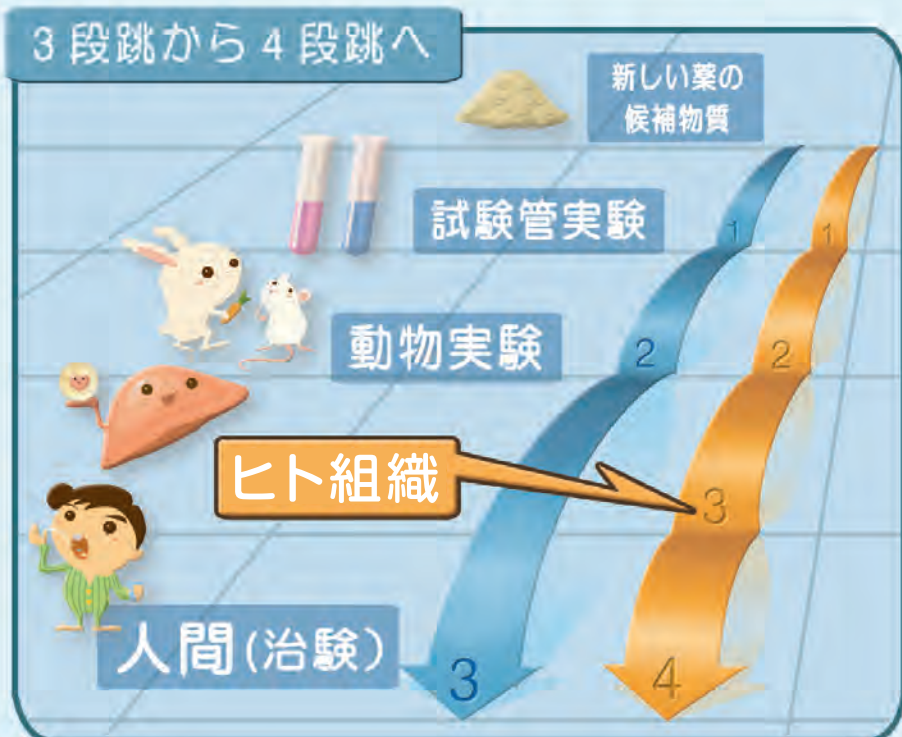 3段跳から4段跳へ
新しい薬の
候補物質
試験管実験
1
1
動物実験
2
2
ヒト組織
3
人間(治験)
3
4